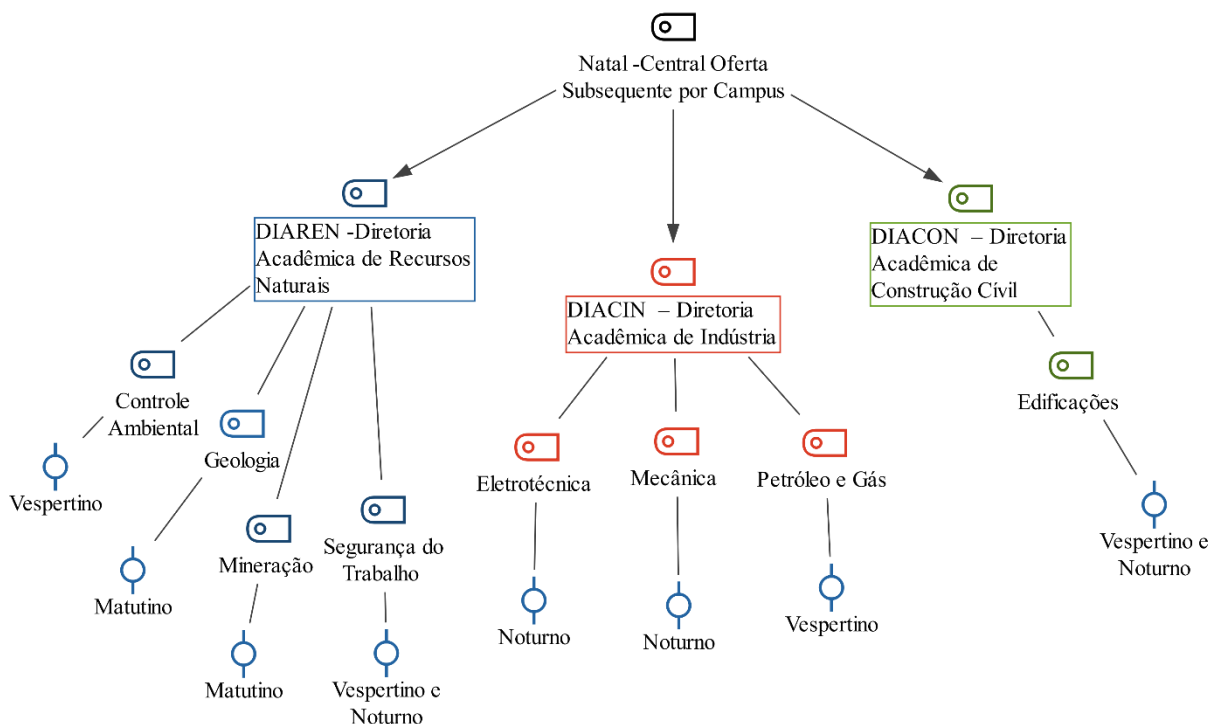 Natal -Central Oferta
Subsequente por Campus
DIAREN -Diretoria
Acadêmica de Recursos
Naturais
DIACIN – Diretoria
Acadêmica de Indústria
DIACON – Diretoria
Acadêmica de
Construção Cívil
Controle
Ambiental
Vespertino
Geologia
Matutino
Mineração
Matutino
Segurança do
Trabalho
Vespertino e
Noturno
Eletrotécnica
Noturno
Mecânica
Noturno
Petróleo e Gás
Vespertino
Edificações
Vespertino e
Noturno